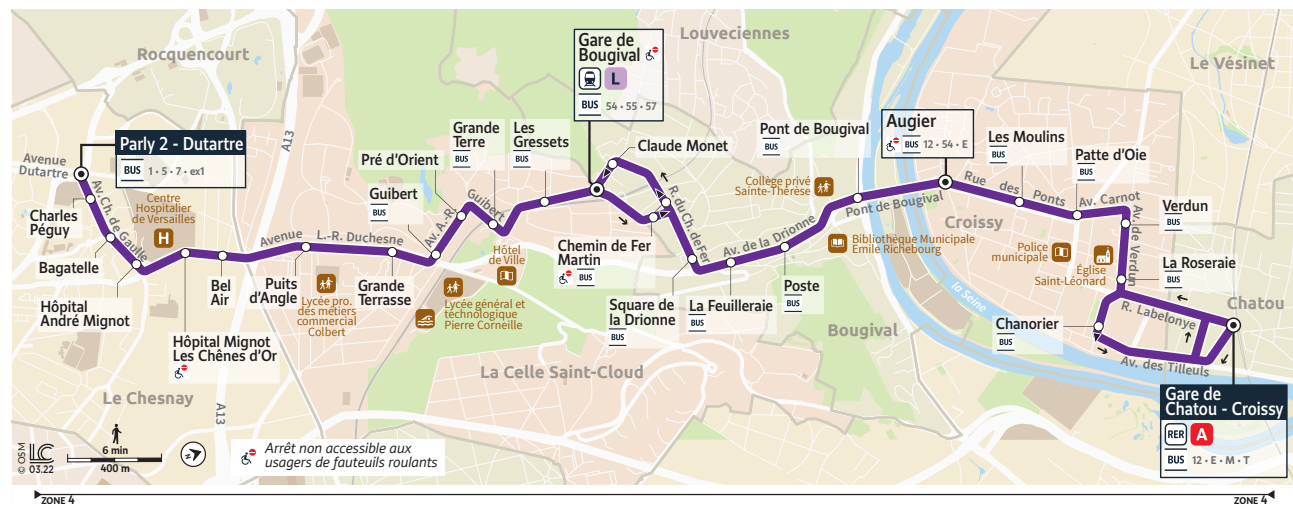 Rocquencourt
Louveciennes
Le Vésinet
A13
Gare de
Bougival
L
BUS 54 • 55 • 57
Parly 2 - Dutartre
BUS 1 • 5 • 7 • ex1
Avenue
Dutartre
Av. Ch. de Gaulle
Charles
Péguy
Bagatelle
Hôpital
André Mignot
Centre
Hospitalier
de Versailles
H
Hôpital Mignot
Les Chênes d'Or
Bel
Air
Avenue L.-R. Duchesne
Puits
d'Angle
Lycée pro.
des métiers
commercial
Colbert
Grande
Terrasse
Guibert
BUS
Pré d'Orient
Av. A.-R. Guibert
Grande
Terre
BUS
Les
Gressets
BUS
Hôtel
de Ville
Lycée général et
technologique
Pierre Corneille
Claude Monet
R. du Ch. de Fer
Chemin de Fer
Martin
BUS
Square de
la Drionne
BUS
La Feuilleraie
BUS
Av. de la Drionne
Poste
BUS
Pont de Bougival
BUS
Collège privé
Sainte-Thérèse
Pont de Bougival
Bibliothèque Municipale
Emile Richebourg
Augier
BUS 12 • 54 • E
Rue des Ponts
Les Moulins
BUS
Patte d'Oie
BUS
Av. Carnot
Croissy
Verdun
BUS
Av. de Verdun
Police
municipale
Église
Saint-Léonard
La Roseraie
BUS
Chatou
R. Labelonye
Chanorier
BUS
Av. des Tilleuls
la Seine
Bougival
La Celle Saint-Cloud
Le Chesnay
A13
Gare de
Chatou - Croissy
RER A
BUS 12 • E • M • T
© OSM
LC
03.22
6 min
400 m
Arrêt non accessible aux
usagers de fauteuils roulants
ZONE 4
ZONE 4